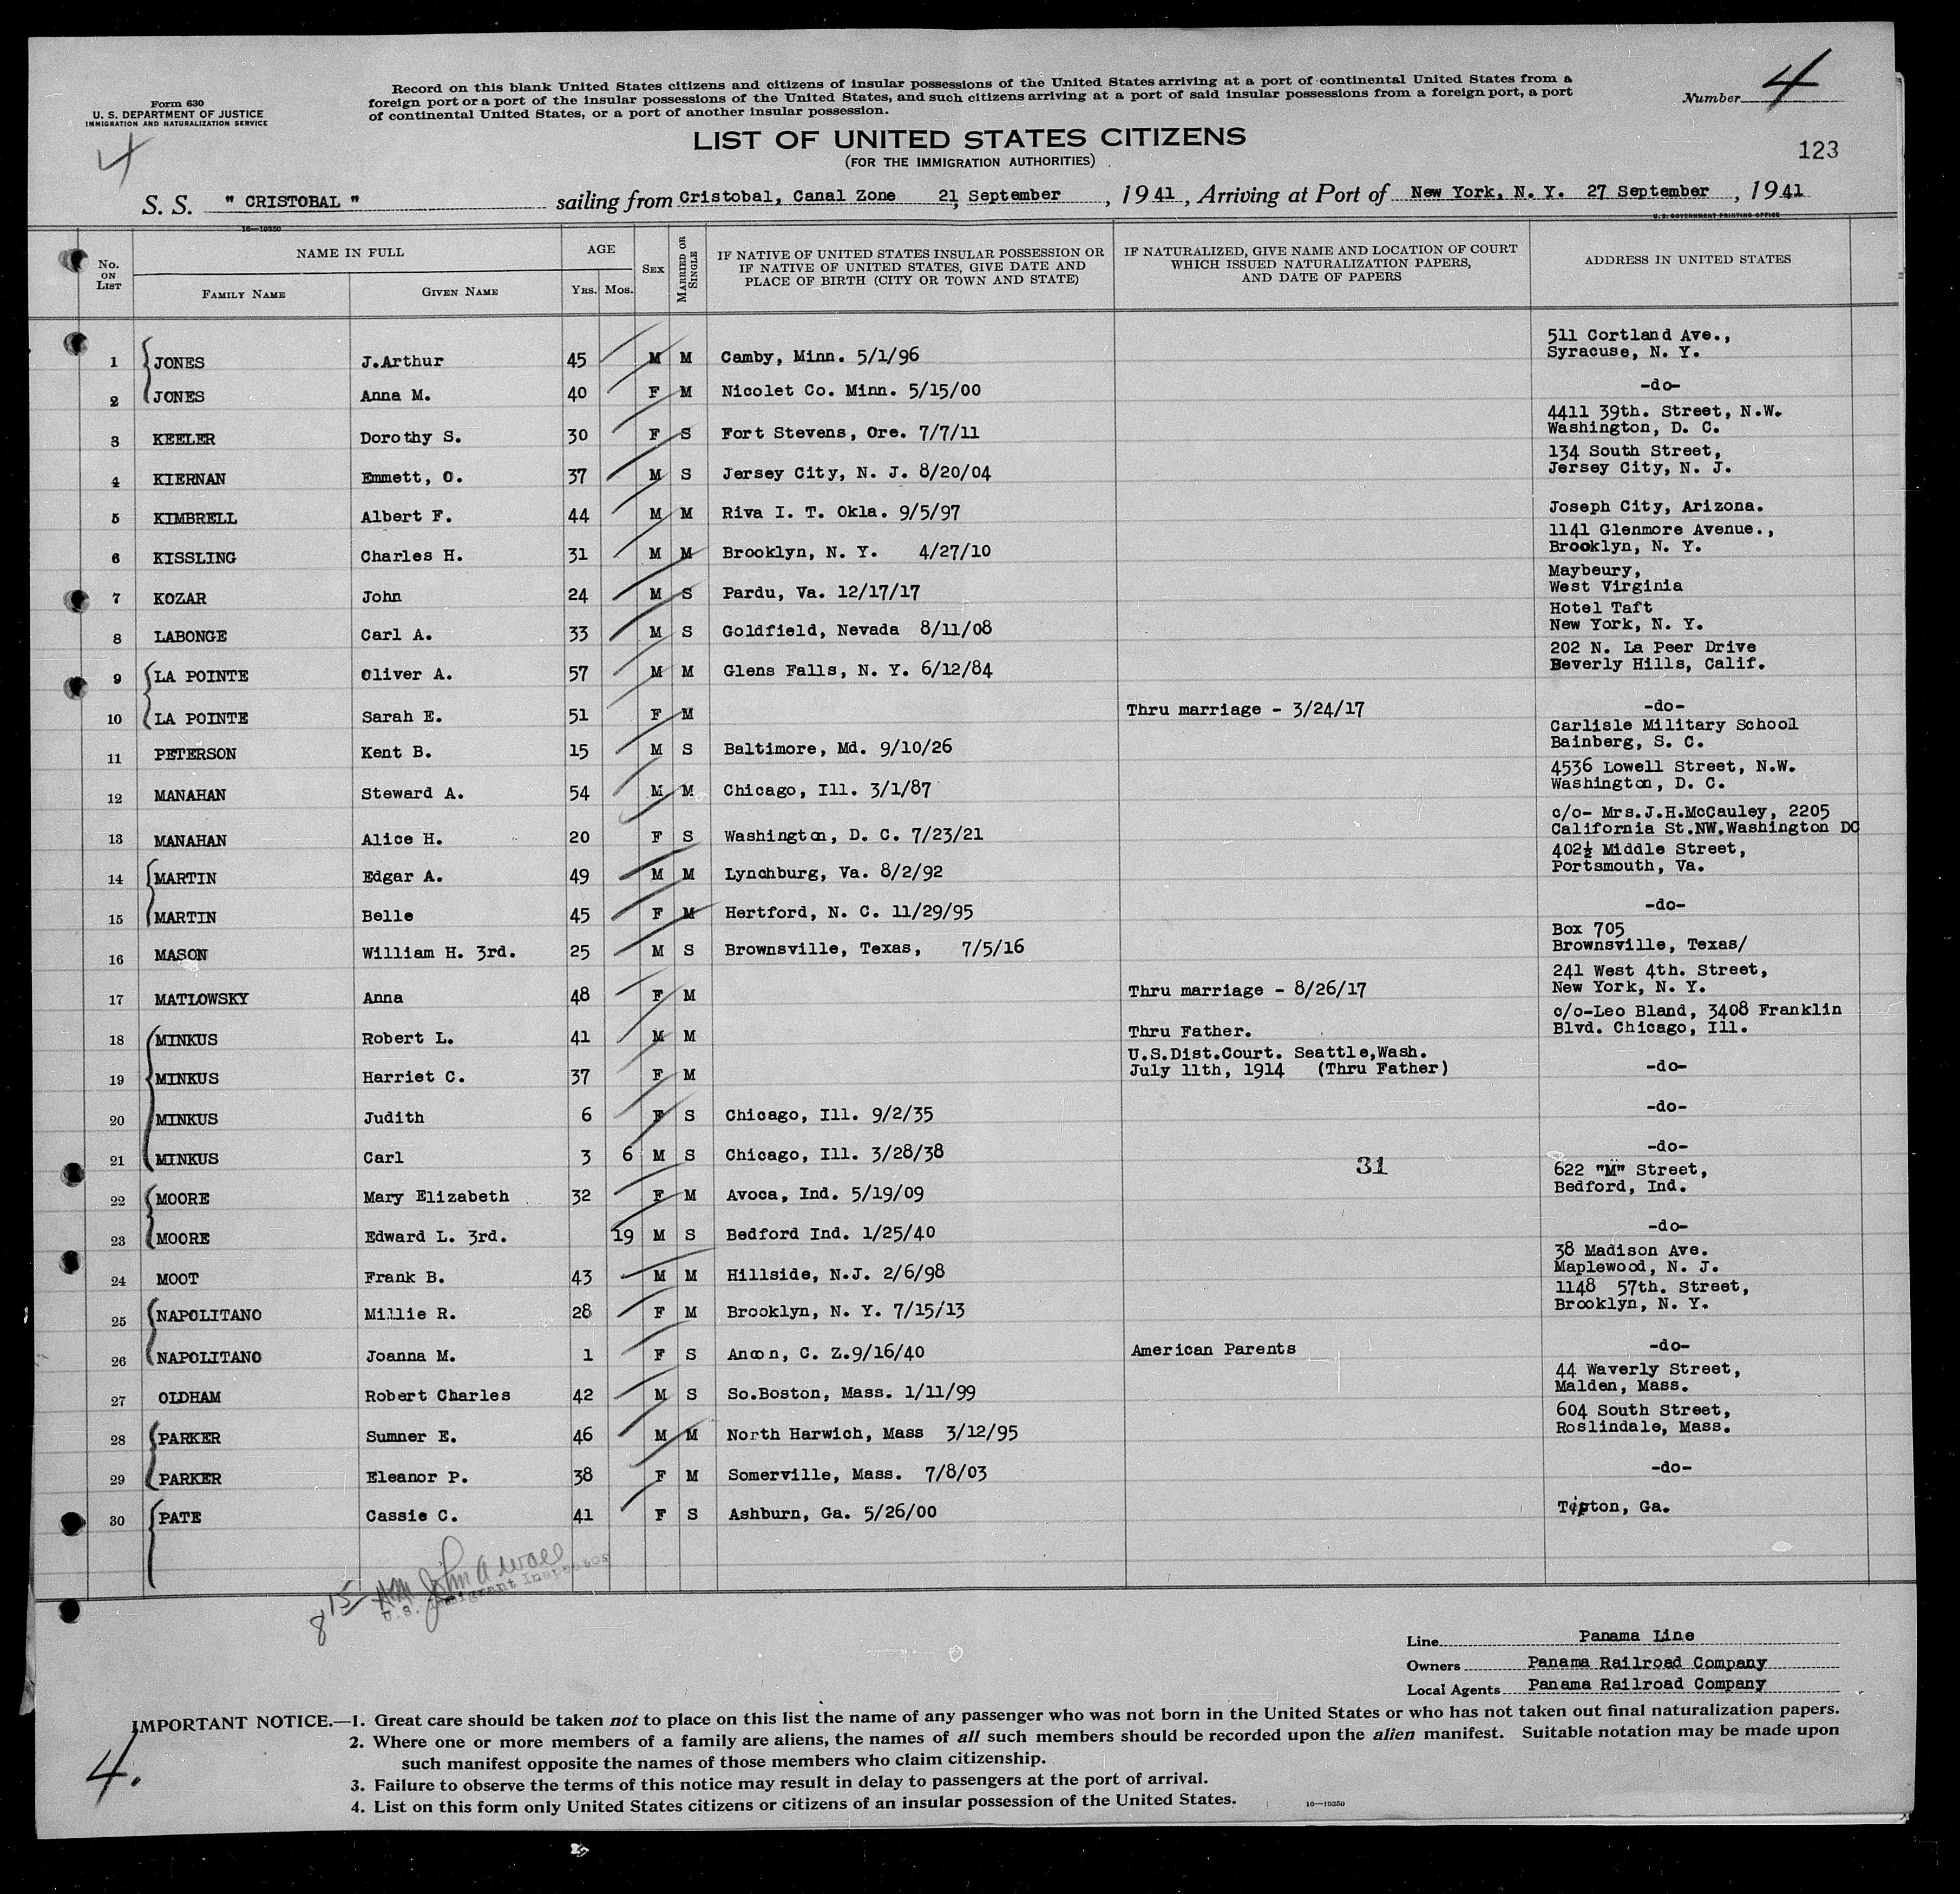 Form 630
U. S. DEPARTMENT OF JUSTICE
IMMIGRATION AND NATURALIZATION SERVICE
4
Record on this blank United States citizens and citizens of insular possessions of the United States arriving at a port of continental United States from a
foreign port or a port of the insular possessions of the United States, and such citizens arriving at a port of said insular possessions from a foreign port, a port
of continental United States, or a port of another insular possession.
Number 4
LIST OF UNITED STATES CITIZENS
(FOR THE IMMIGRATION AUTHORITIES)
123
S. S. " CRISTOBAL " sailing from Cristobal, Canal Zone 21, September, 1941, Arriving at Port of New York, N. Y. 27 September, 1941
16—19350
U. S. GOVERNMENT PRINTING OFFICE
No. ON LIST
NAME IN FULL
FAMILY NAME
GIVEN NAME
AGE
YRS. MOS.
SEX
MARRIED OR SINGLE
IF NATIVE OF UNITED STATES INSULAR POSSESSION OR
IF NATIVE OF UNITED STATES, GIVE DATE AND
PLACE OF BIRTH (CITY OR TOWN AND STATE)
IF NATURALIZED, GIVE NAME AND LOCATION OF COURT
WHICH ISSUED NATURALIZATION PAPERS,
AND DATE OF PAPERS
ADDRESS IN UNITED STATES
1 JONES J.Arthur 45 M M Camby, Minn. 5/1/96 511 Cortland Ave., Syracuse, N. Y.
2 JONES Anna M. 40 F M Nicolet Co. Minn. 5/15/00 -do-
3 KEELER Dorothy S. 30 F S Fort Stevens, Ore. 7/7/11 4411 39th. Street, N.W. Washington, D. C.
4 KIERNAN Emmett, O. 37 M S Jersey City, N. J. 8/20/04 134 South Street, Jersey City, N. J.
5 KIMBRELL Albert F. 44 M M Riva I. T. Okla. 9/5/97 Joseph City, Arizona.
6 KISSLING Charles H. 31 M M Brooklyn, N. Y. 4/27/10 1141 Glenmore Avenue., Brooklyn, N. Y.
7 KOZAR John 24 M S Pardu, Va. 12/17/17 Maybeury, West Virginia
8 LABONGE Carl A. 33 M S Goldfield, Nevada 8/11/08 Hotel Taft New York, N. Y.
9 LA POINTE Oliver A. 57 M M Glens Falls, N. Y. 6/12/84 202 N. La Peer Drive Beverly Hills, Calif.
10 LA POINTE Sarah E. 51 F M Thru marriage - 3/24/17 -do-
11 PETERSON Kent B. 15 M S Baltimore, Md. 9/10/26 Carlisle Military School Bainberg, S. C.
12 MANAHAN Steward A. 54 M M Chicago, Ill. 3/1/87 4536 Lowell Street, N.W. Washington, D. C.
13 MANAHAN Alice H. 20 F S Washington, D. C. 7/23/21 c/o- Mrs.J.H.McCauley, 2205 California St.NW.Washington DC
14 MARTIN Edgar A. 49 M M Lynchburg, Va. 8/2/92 402½ Middle Street, Portsmouth, Va.
15 MARTIN Belle 45 F M Hertford, N. C. 11/29/95 -do-
16 MASON William H. 3rd. 25 M S Brownsville, Texas, 7/5/16 Box 705 Brownsville, Texas/
17 MATLOWSKY Anna 48 F M Thru marriage - 8/26/17 241 West 4th. Street, New York, N. Y.
18 MINKUS Robert L. 41 M M Thru Father. c/o-Leo Bland, 3408 Franklin Blvd. Chicago, Ill.
19 MINKUS Harriet C. 37 F M U.S.Dist.Court. Seattle,Wash. July 11th, 1914 (Thru Father) -do-
20 MINKUS Judith 6 F S Chicago, Ill. 9/2/35 -do-
21 MINKUS Carl 3 6 M S Chicago, Ill. 3/28/38 -do-
31
22 MOORE Mary Elizabeth 32 F M Avoca, Ind. 5/19/09 622 "M" Street, Bedford, Ind.
23 MOORE Edward L. 3rd. 19 M S Bedford Ind. 1/25/40 -do-
24 MOOT Frank B. 43 M M Hillside, N.J. 2/6/98 38 Madison Ave. Maplewood, N. J.
25 NAPOLITANO Millie R. 28 F M Brooklyn, N. Y. 7/15/13 1148 57th. Street, Brooklyn, N. Y.
26 NAPOLITANO Joanna M. 1 F S Ancon, C. Z.9/16/40 American Parents -do-
27 OLDHAM Robert Charles 42 M S So.Boston, Mass. 1/11/99 44 Waverly Street, Malden, Mass.
28 PARKER Sumner E. 46 M M North Harwich, Mass 3/12/95 604 South Street, Roslindale, Mass.
29 PARKER Eleanor P. 38 F M Somerville, Mass. 7/8/03 -do-
30 PATE Cassie C. 41 F S Ashburn, Ga. 5/26/00 Tipton, Ga.
8 15 AM John A
U.S. Immigrant Inspector
Line Panama Line
Owners Panama Railroad Company
Local Agents Panama Railroad Company
IMPORTANT NOTICE.—1. Great care should be taken not to place on this list the name of any passenger who was not born in the United States or who has not taken out final naturalization papers.
2. Where one or more members of a family are aliens, the names of all such members should be recorded upon the alien manifest. Suitable notation may be made upon
such manifest opposite the names of those members who claim citizenship.
3. Failure to observe the terms of this notice may result in delay to passengers at the port of arrival.
4. List on this form only United States citizens or citizens of an insular possession of the United States.
16—19350
4.